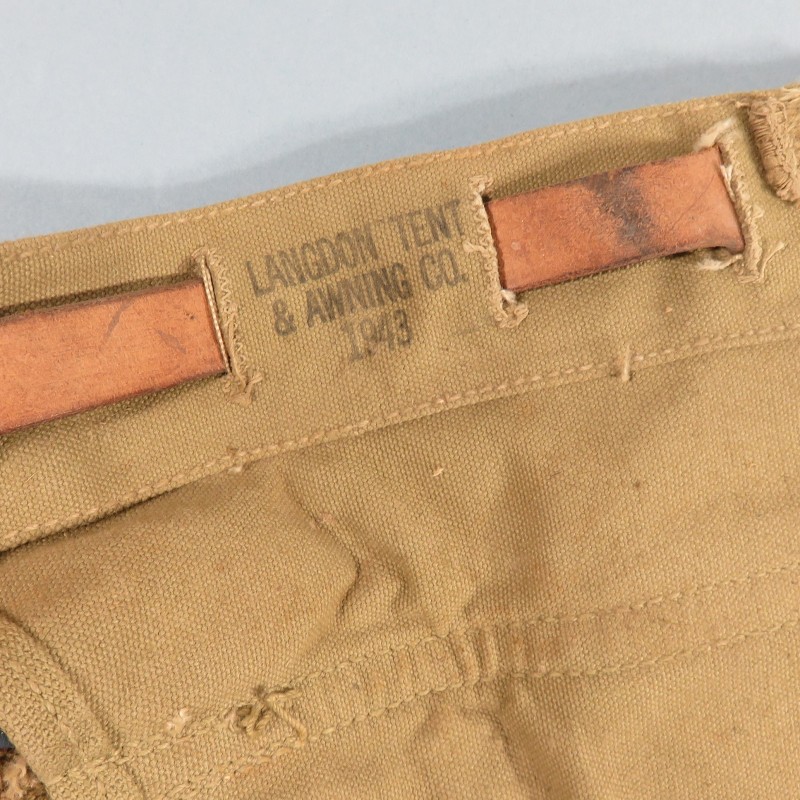 LANGDON TENT
& AWNING CO.
1943